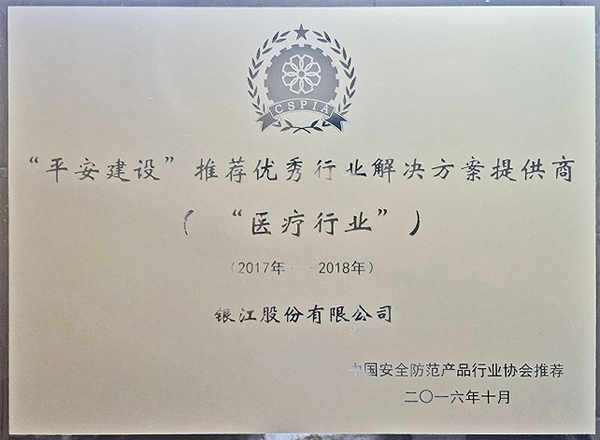 CSPIA
“平安建设”推荐优秀行业解决方案提供商
（“医疗行业”）
（2017年——2018年）
银江股份有限公司
中国安全防范产品行业协会推荐
二〇一六年十月